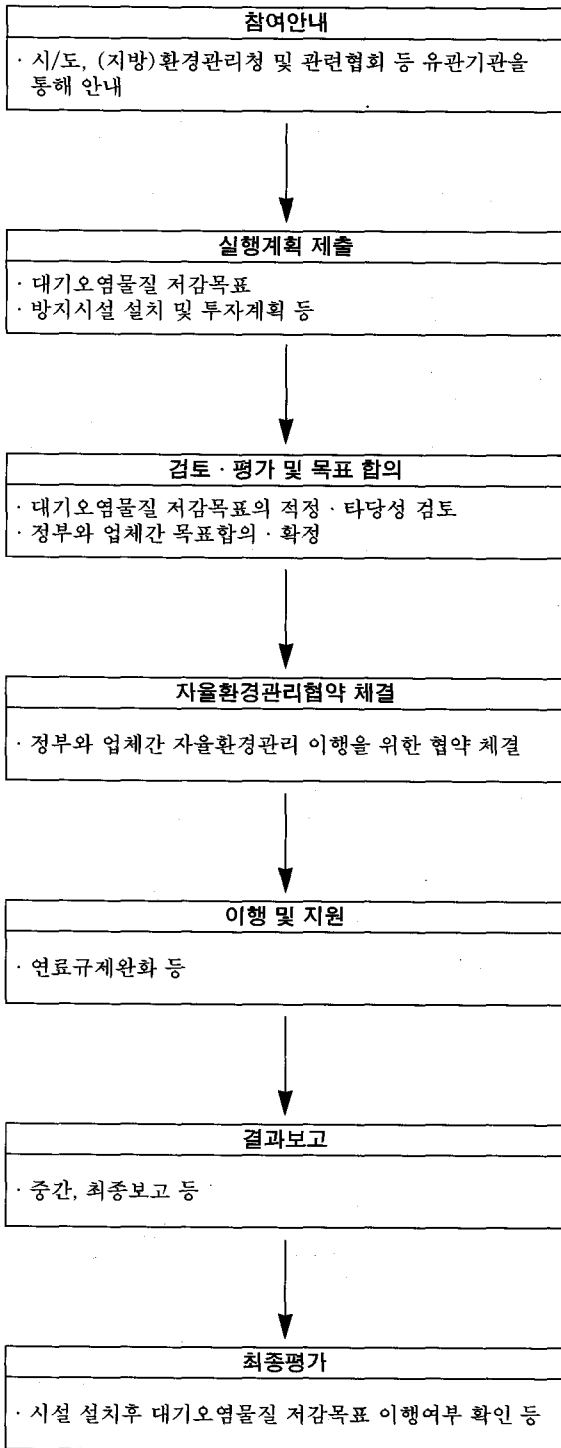 참여안내
· 시/도, (지방)환경관리청 및 관련협회 등 유관기관을
통해 안내
실행계획 제출
· 대기오염물질 저감목표
· 방지시설 설치 및 투자계획 등
검토 · 평가 및 목표 합의
· 대기오염물질 저감목표의 적정 · 타당성 검토
· 정부와 업체간 목표합의 · 확정
자율환경관리협약 체결
· 정부와 업체간 자율환경관리 이행을 위한 협약 체결
이행 및 지원
· 연료규제완화 등
결과보고
· 중간, 최종보고 등
최종평가
· 시설 설치후 대기오염물질 저감목표 이행여부 확인 등